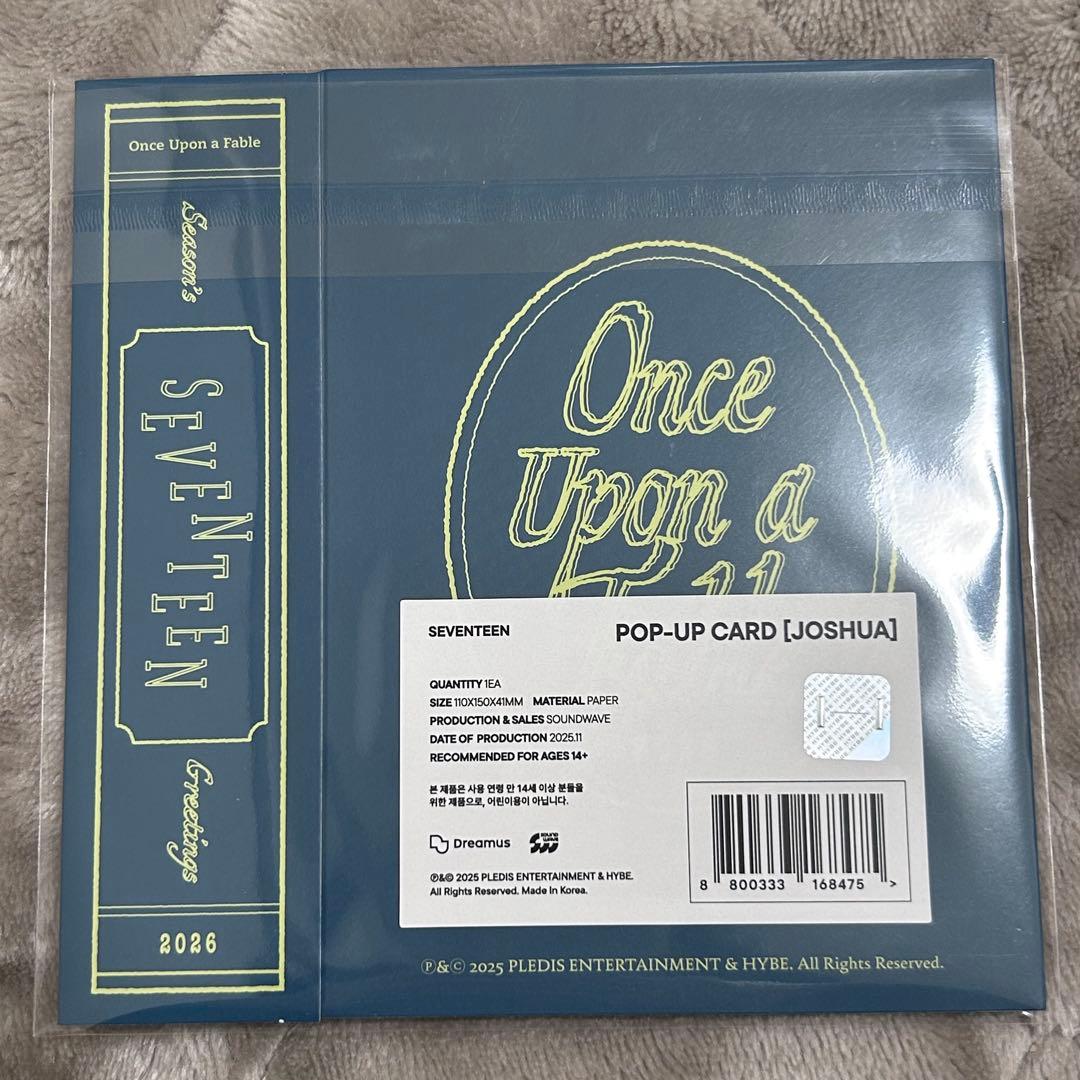 Once Upon a Fable
Season's
SEVENTEEN
Greetings
2026
Once
Upon a
SEVENTEEN
POP-UP CARD [JOSHUA]
QUANTITY 1EA
SIZE 110X150X41MM MATERIAL PAPER
PRODUCTION & SALES SOUNDWAVE
DATE OF PRODUCTION 2025.11
RECOMMENDED FOR AGES 14+
본 제품은 사용 연령 만 14세 이상 분들을
위한 제품으로, 어린이용이 아닙니다.
Dreamus
SOUND WAVE
℗&© 2025 PLEDIS ENTERTAINMENT & HYBE.
All Rights Reserved. Made In Korea.
8 800333 168475 >
℗&© 2025 PLEDIS ENTERTAINMENT & HYBE. All Rights Reserved.